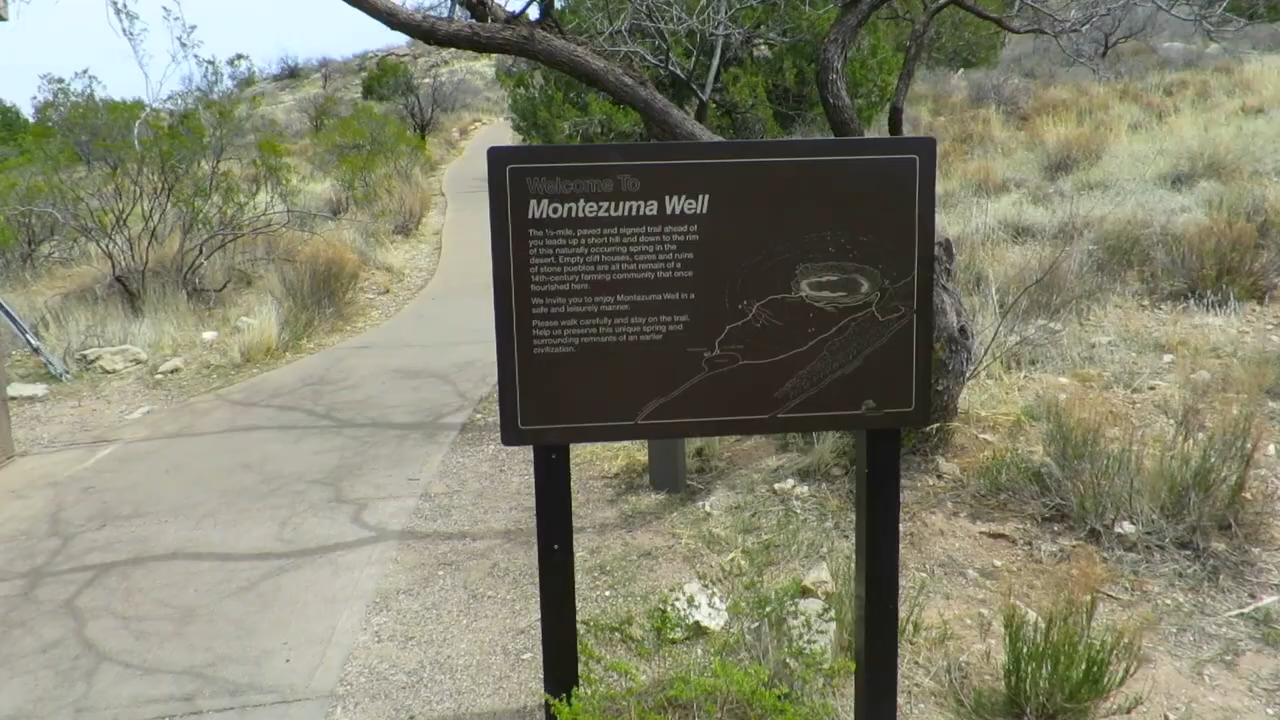 Welcome To
Montezuma Well
The ½-mile, paved and signed trail ahead of
you leads up a short hill and down to the rim
of this naturally occurring spring in the
desert. Empty cliff houses, caves and ruins
of stone pueblos are all that remain of a
14th-century farming community that once
flourished here.
We invite you to enjoy Montezuma Well in a
safe and leisurely manner.
Please walk carefully and stay on the trail.
Help us preserve this unique spring and
surrounding remnants of an earlier
civilization.